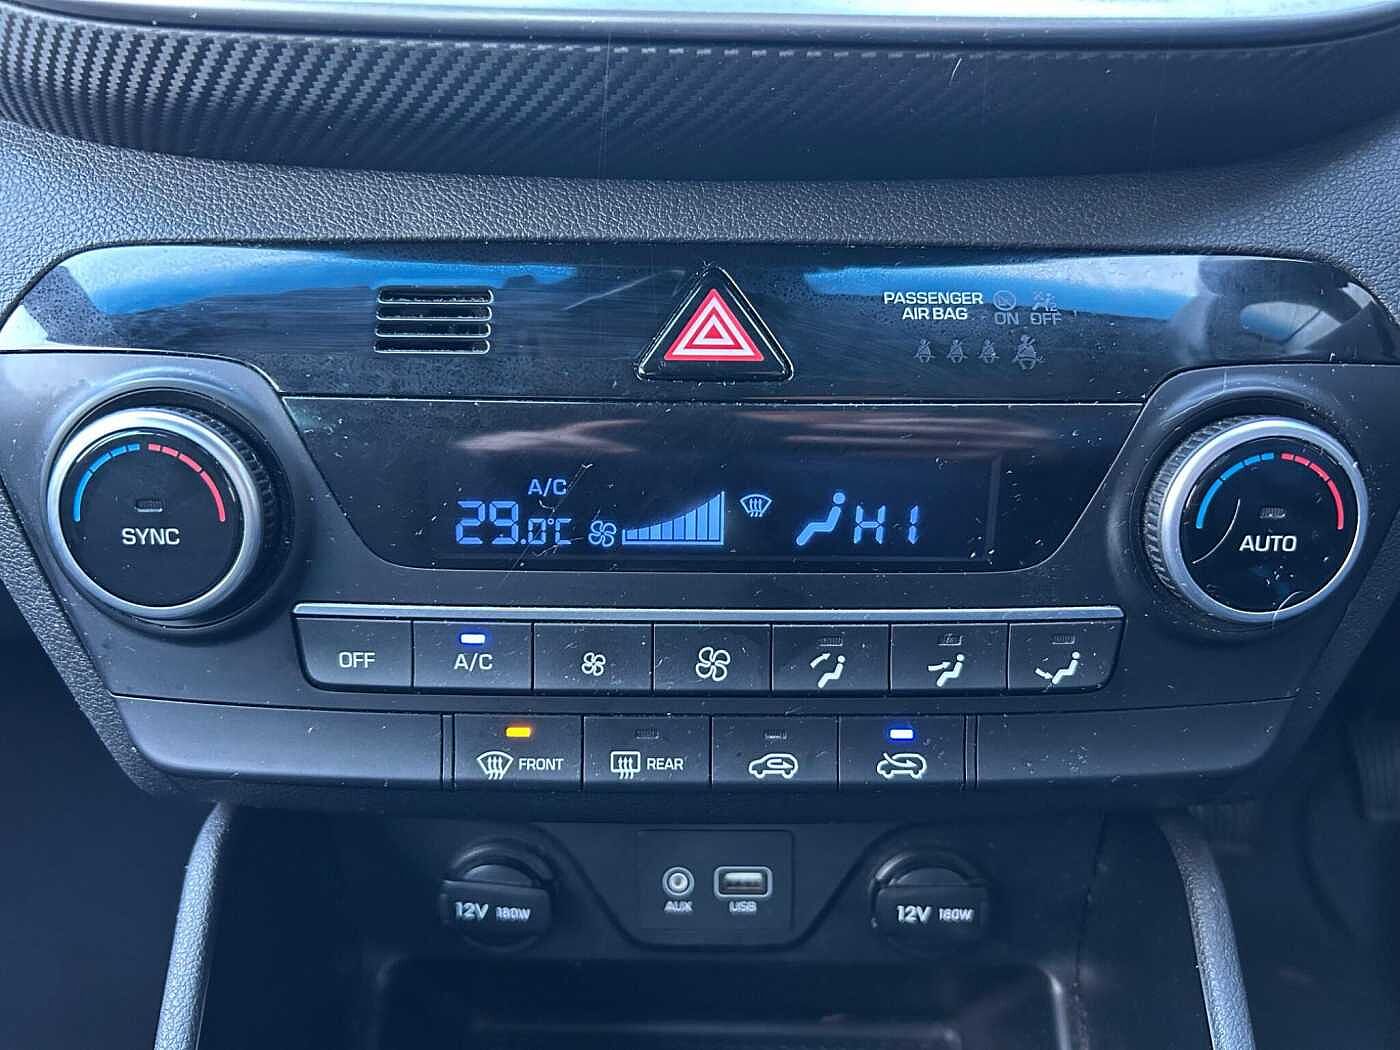 PASSENGER
AIR BAG
ON OFF
A/C
29.0°C
HI
SYNC
AUTO
OFF
A/C
FRONT
REAR
12V 180W
AUX
USB
12V 180W